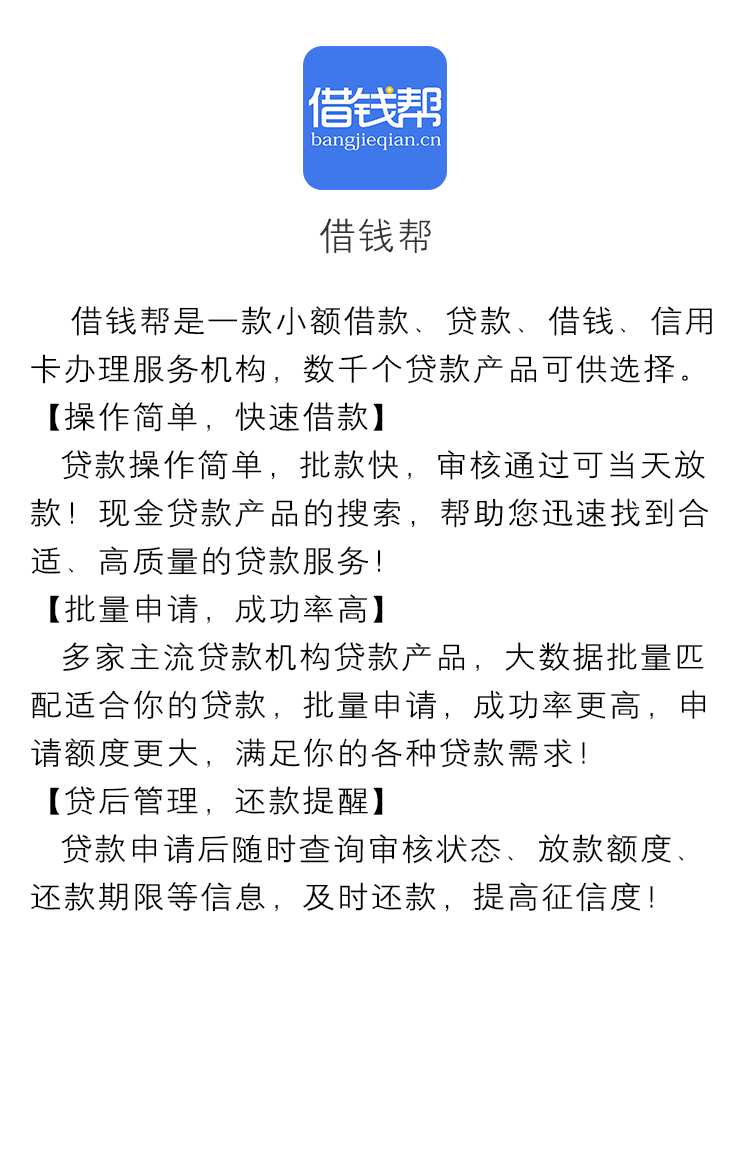 借钱帮
bangjieqian.cn
借钱帮
借钱帮是一款小额借款、贷款、借钱、信用
卡办理服务机构，数千个贷款产品可供选择。
【操作简单，快速借款】
贷款操作简单，批款快，审核通过可当天放
款！现金贷款产品的搜索，帮助您迅速找到合
适、高质量的贷款服务！
【批量申请，成功率高】
多家主流贷款机构贷款产品，大数据批量匹
配适合你的贷款，批量申请，成功率更高，申
请额度更大，满足你的各种贷款需求！
【贷后管理，还款提醒】
贷款申请后随时查询审核状态、放款额度、
还款期限等信息，及时还款，提高征信度！